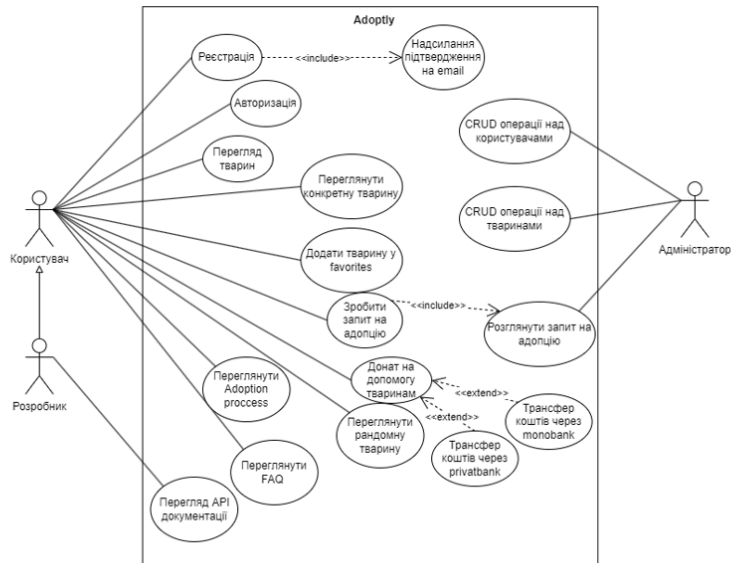 Adoptly
Реєстрація
<<include>>
Надсилання
підтвердження
на email
Авторизація
CRUD операції над
користувачами
Перегляд
тварин
Переглянути
конкретну тварину
CRUD операції над
тваринами
Користувач
Адміністратор
Додати тварину у
favorites
Зробити
запит на
адопцію
<<include>>
Розглянути запит на
адопцію
Розробник
Переглянути
Adoption
proccess
Донат на
допомогу
тваринам
<<extend>>
Трансфер
коштів через
monobank
<<extend>>
Переглянути
рандомну
тварину
Трансфер
коштів через
privatbank
Переглянути
FAQ
Перегляд API
документації